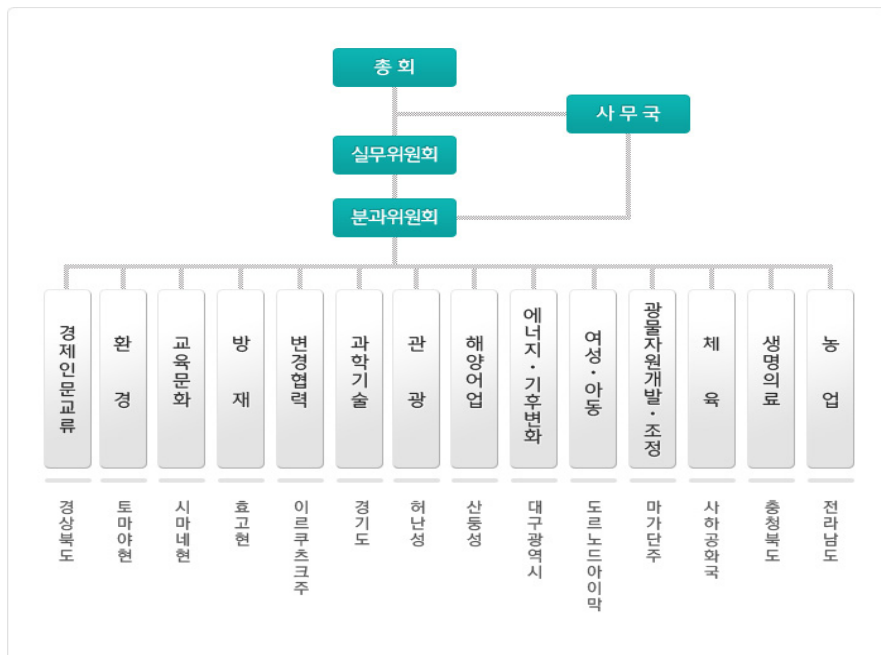 총 회
사 무 국
실무위원회
분과위원회
경제인문교류
환 경
교육문화
방 재
변경협력
과학기술
관 광
해양어업
에너지·기후변화
여성·아동
광물자원개발·조정
체 육
생명의료
농 업
경상북도
토마야현
시마네현
효고현
이르쿠츠크주
경기도
허난성
산둥성
대구광역시
도르노드아이막
마가단주
사하공화국
충청북도
전라남도